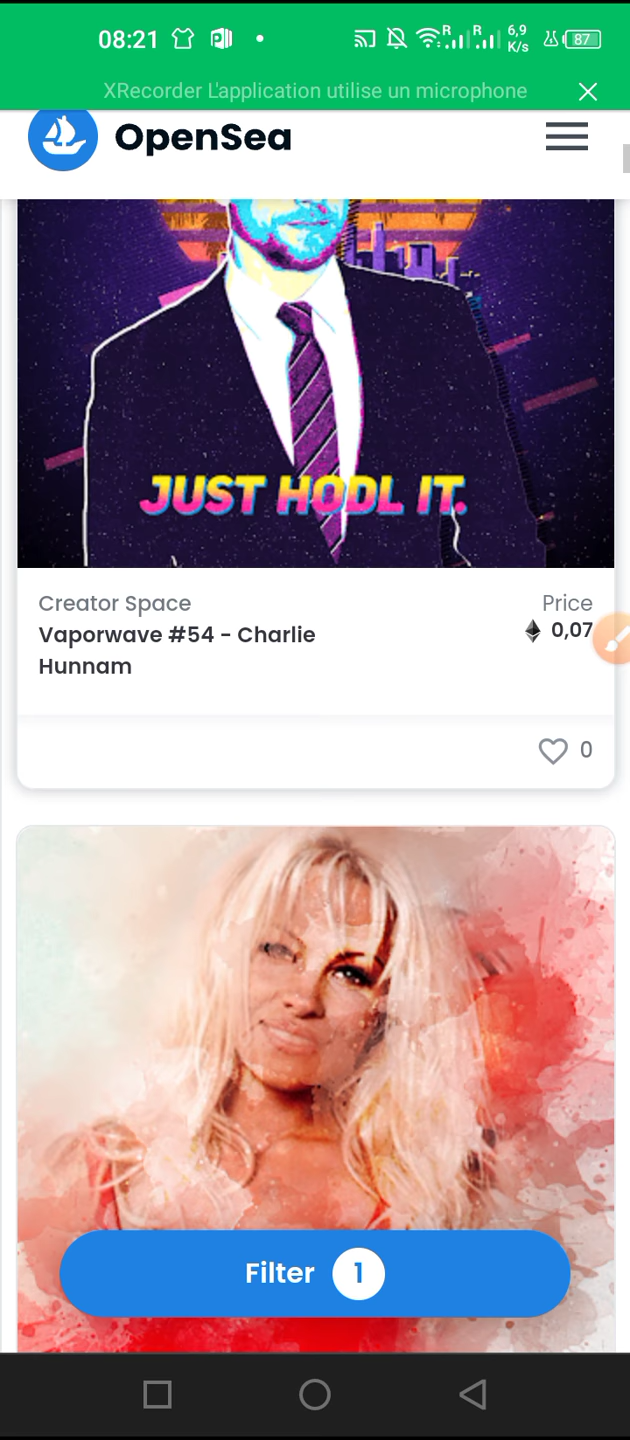 08:21
R R 6,9 K/s 87
XRecorder L'application utilise un microphone
OpenSea
JUST HODL IT.
Creator Space
Price
Vaporwave #54 - Charlie
0,07
Hunnam
0
Filter 1